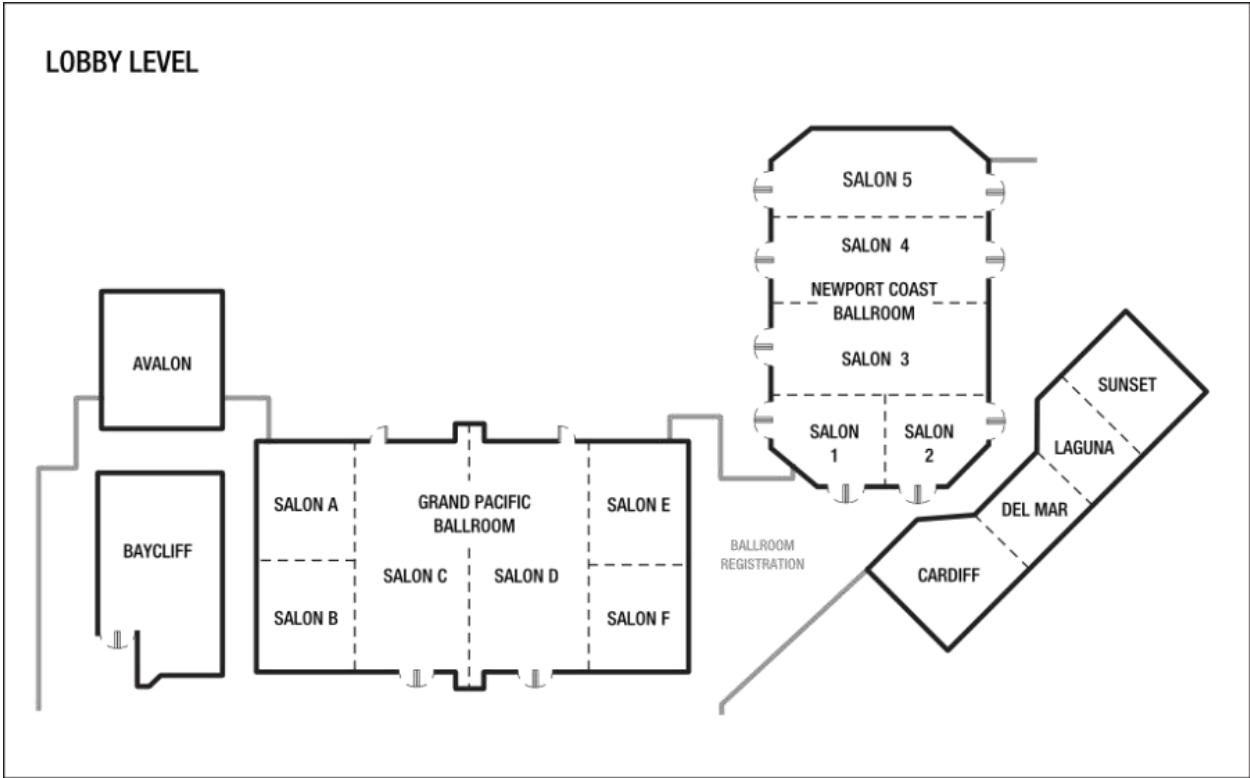 LOBBY LEVEL
SALON 5
SALON 4
NEWPORT COAST
BALLROOM
SALON 3
SALON
1
SALON
2
AVALON
BAYCLIFF
SALON A
SALON B
GRAND PACIFIC
BALLROOM
SALON C
SALON D
SALON E
SALON F
BALLROOM
REGISTRATION
SUNSET
LAGUNA
DEL MAR
CARDIFF